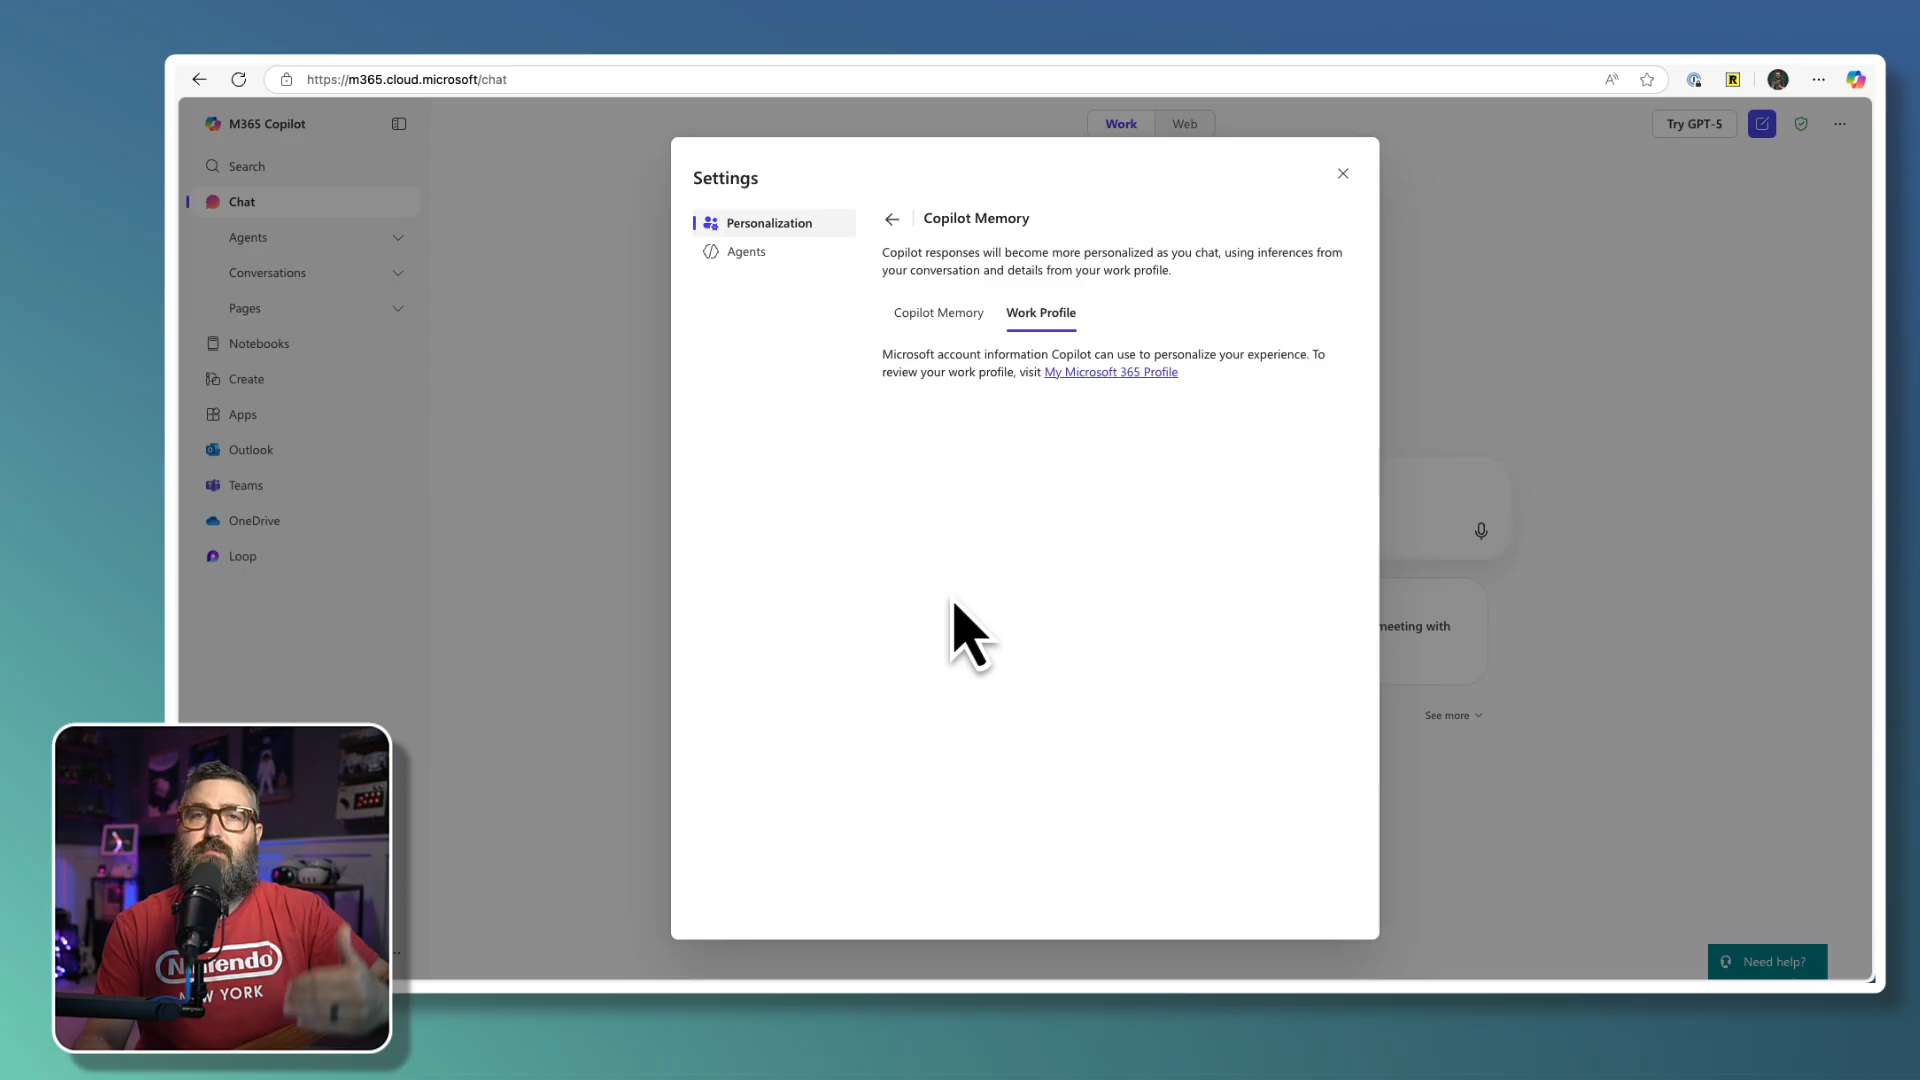 https://m365.cloud.microsoft/chat
R
M365 Copilot
Work
Web
Try GPT-5
Search
Chat
Agents
Conversations
Pages
Notebooks
Create
Apps
Outlook
Teams
OneDrive
Loop
Settings
Personalization
Agents
Copilot Memory
Copilot responses will become more personalized as you chat, using inferences from
your conversation and details from your work profile.
Copilot Memory
Work Profile
Microsoft account information Copilot can use to personalize your experience. To
review your work profile, visit My Microsoft 365 Profile
meeting with
See more
Need help?
Nintendo
NEW YORK